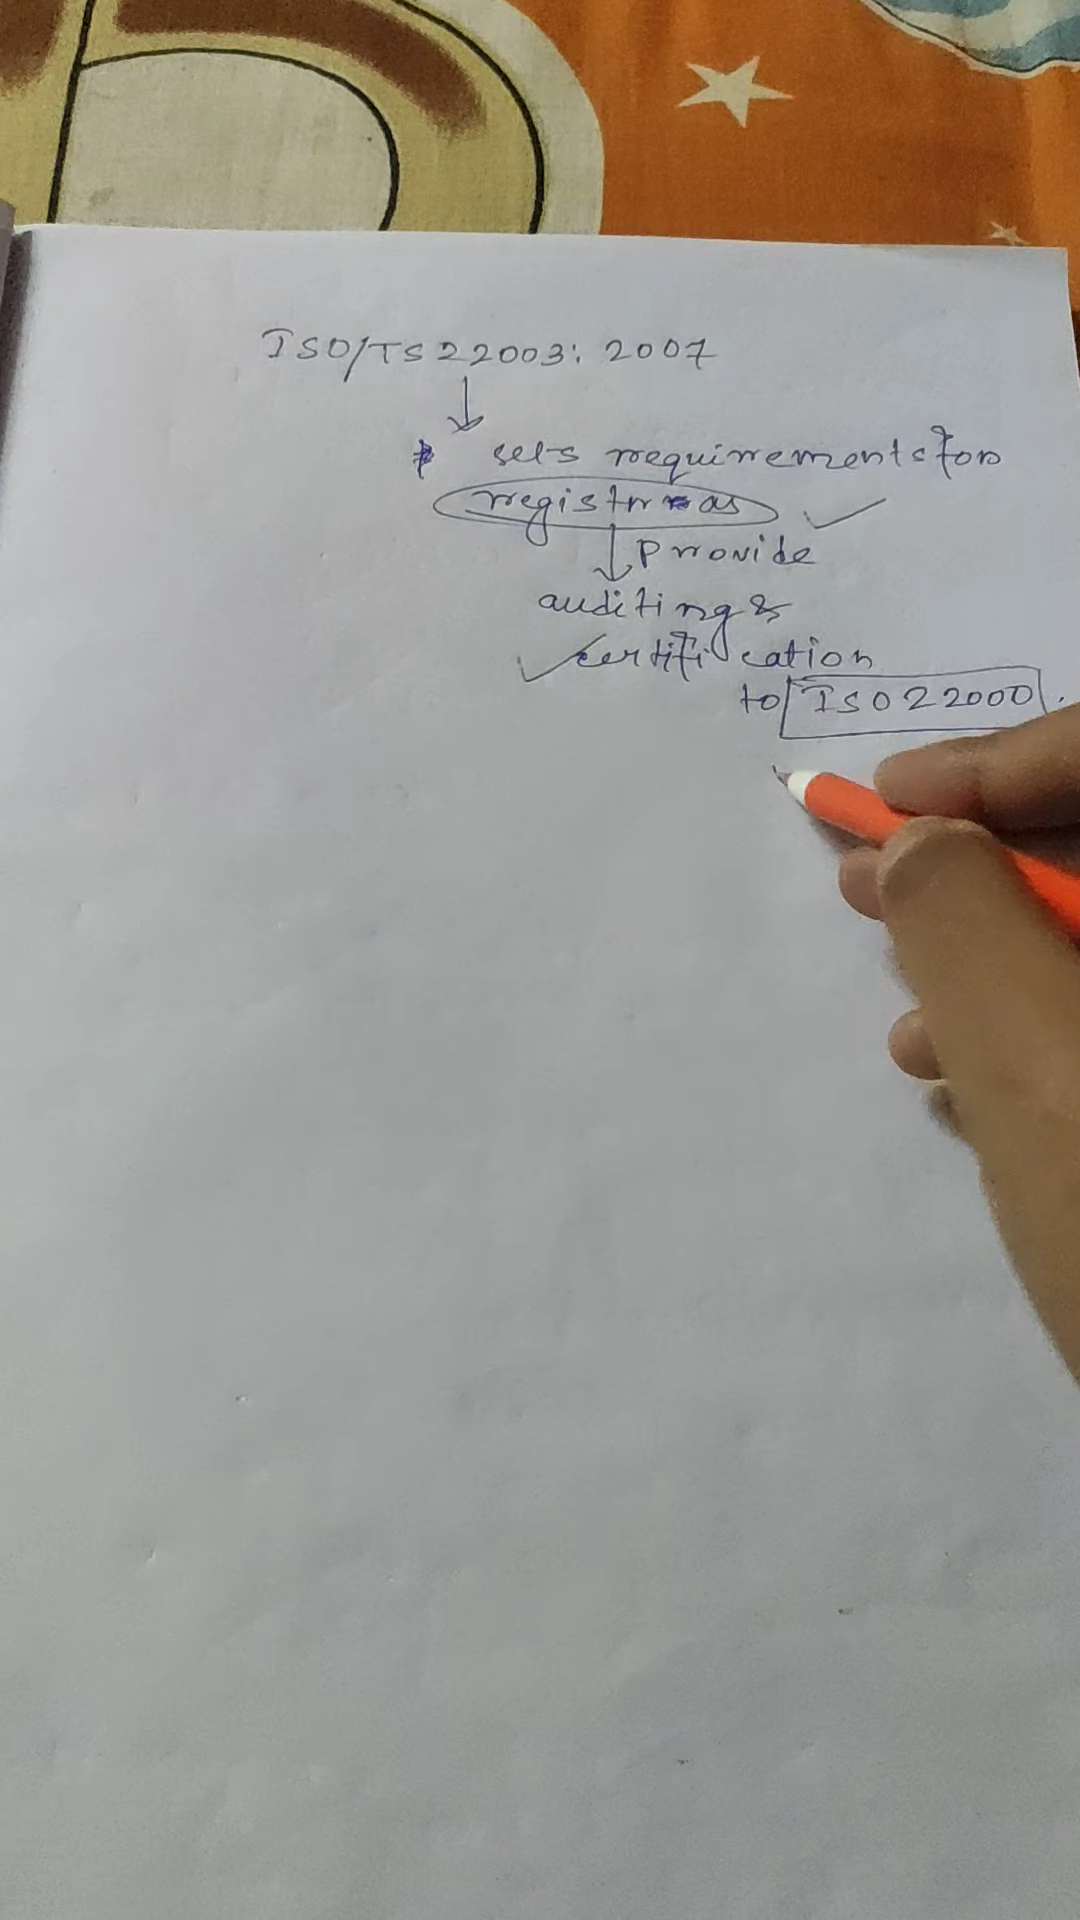 ISO/TS 22003: 2007
sets requirements for
registras
provide
auditing &
certification
to ISO 22000.